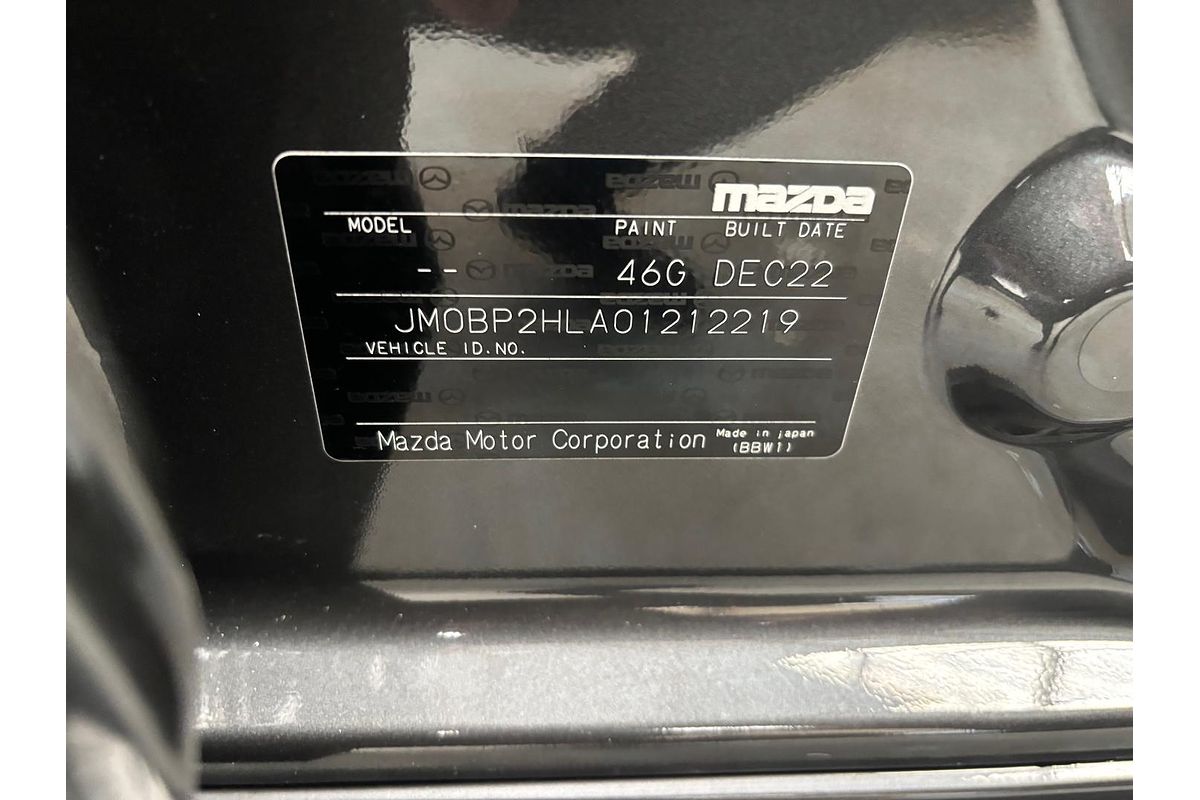 mazda
MODEL PAINT BUILT DATE
-- 46G DEC22
JM0BP2HLA01212219
VEHICLE ID.NO.
Mazda Motor Corporation Made in japan
(BBW1)